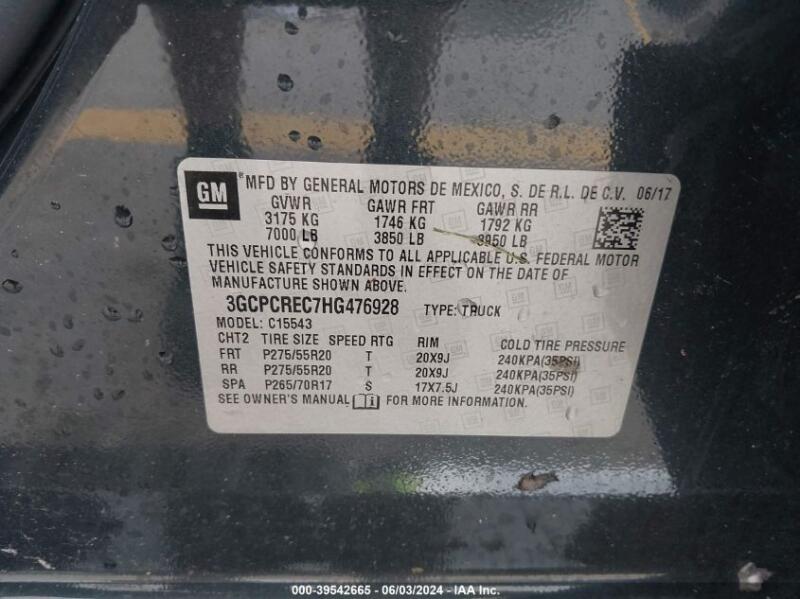 GM
® MFD BY GENERAL MOTORS DE MEXICO, S. DE R.L. DE C.V. 06/17
GVWR GAWR FRT GAWR RR
3175 KG 1746 KG 1792 KG
7000 LB 3850 LB 3950 LB
THIS VEHICLE CONFORMS TO ALL APPLICABLE U.S. FEDERAL MOTOR
VEHICLE SAFETY STANDARDS IN EFFECT ON THE DATE OF
MANUFACTURE SHOWN ABOVE.
3GCPCREC7HG476928 TYPE: TRUCK
MODEL: C15543
CHT2 TIRE SIZE SPEED RTG RIM COLD TIRE PRESSURE
FRT P275/55R20 T 20X9J 240KPA(35PSI)
RR P275/55R20 T 20X9J 240KPA(35PSI)
SPA P265/70R17 S 17X7.5J 240KPA(35PSI)
SEE OWNER'S MANUAL FOR MORE INFORMATION.
000-39542665 - 06/03/2024 - IAA Inc.